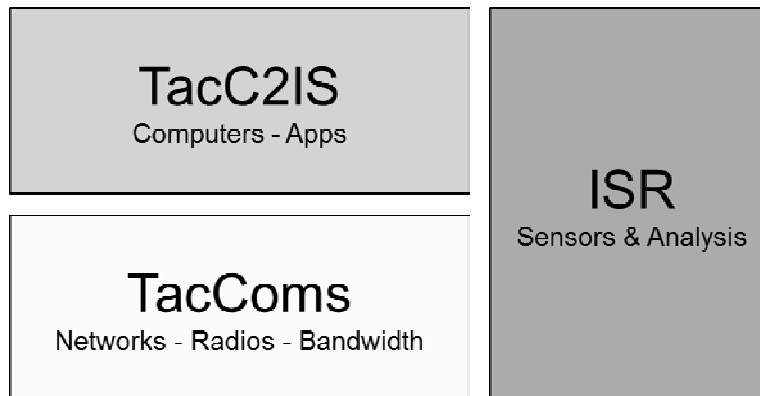 TacC2IS
Computers - Apps
TacComs
Networks - Radios - Bandwidth
ISR
Sensors & Analysis